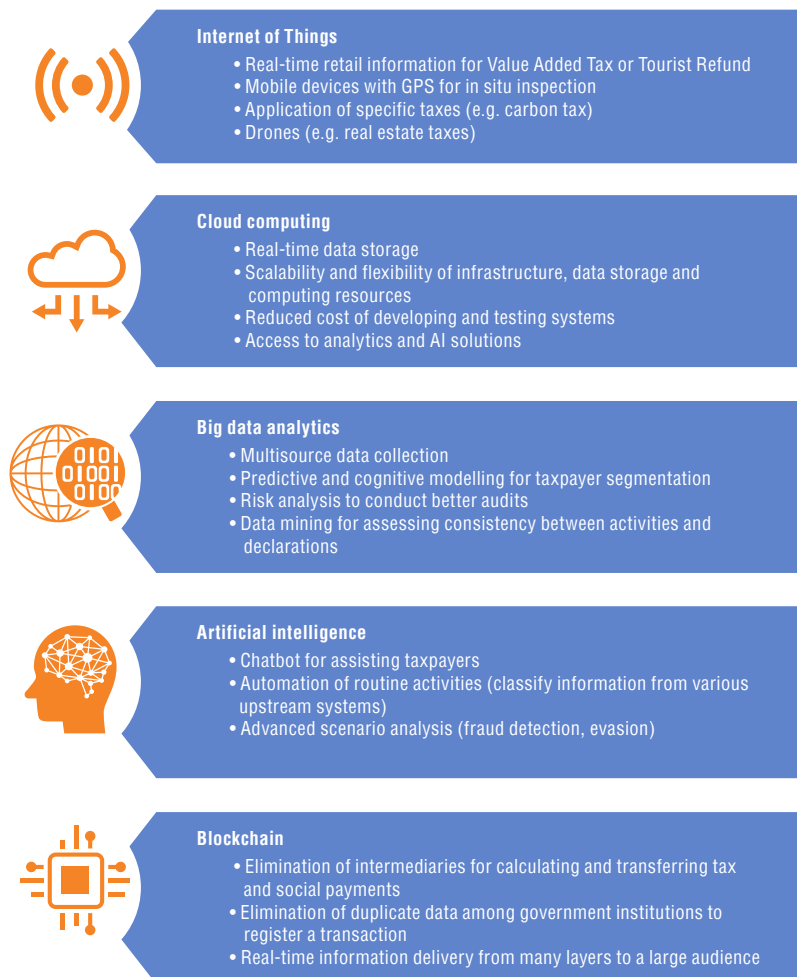 Internet of Things
• Real-time retail information for Value Added Tax or Tourist Refund
• Mobile devices with GPS for in situ inspection
• Application of specific taxes (e.g. carbon tax)
• Drones (e.g. real estate taxes)
Cloud computing
• Real-time data storage
• Scalability and flexibility of infrastructure, data storage and
computing resources
• Reduced cost of developing and testing systems
• Access to analytics and AI solutions
Big data analytics
0101
01001
0100
• Multisource data collection
• Predictive and cognitive modelling for taxpayer segmentation
• Risk analysis to conduct better audits
• Data mining for assessing consistency between activities and
declarations
Artificial intelligence
• Chatbot for assisting taxpayers
• Automation of routine activities (classify information from various
upstream systems)
• Advanced scenario analysis (fraud detection, evasion)
Blockchain
• Elimination of intermediaries for calculating and transferring tax
and social payments
• Elimination of duplicate data among government institutions to
register a transaction
• Real-time information delivery from many layers to a large audience